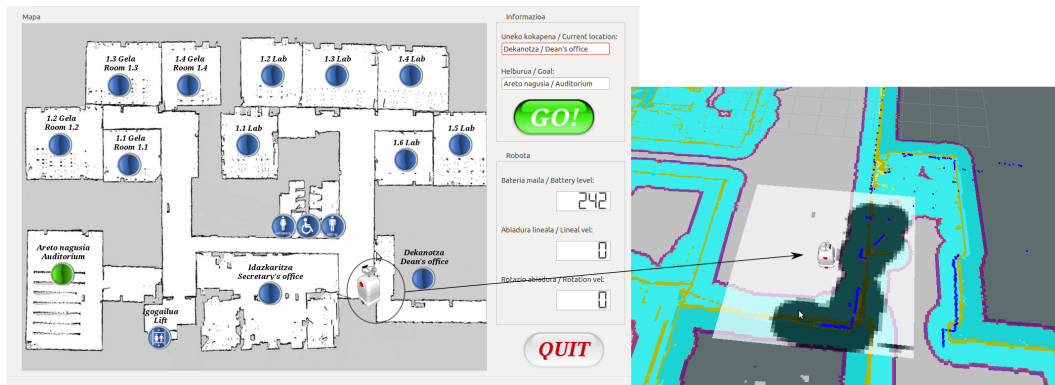 Mapa
1.3 Gela
Room 1.3
1.4 Gela
Room 1.4
1.2 Lab
1.3 Lab
1.4 Lab
1.2 Gela
Room 1.2
1.1 Gela
Room 1.1
1.1 Lab
1.6 Lab
1.5 Lab
Areto nagusia
Auditorium
Idazkaritza
Secretary's office
Dekanotza
Dean's office
Igogailua
Lift
Informazioa
Uneko kokapena / Current location:
Dekanotza / Dean's office
Helburua / Goal:
Areto nagusia / Auditorium
GO!
Robota
Bateria maila / Battery level:
242
Abiadura lineala / Lineal vel:
0
Rotazio abiadura / Rotation vel:
0
QUIT